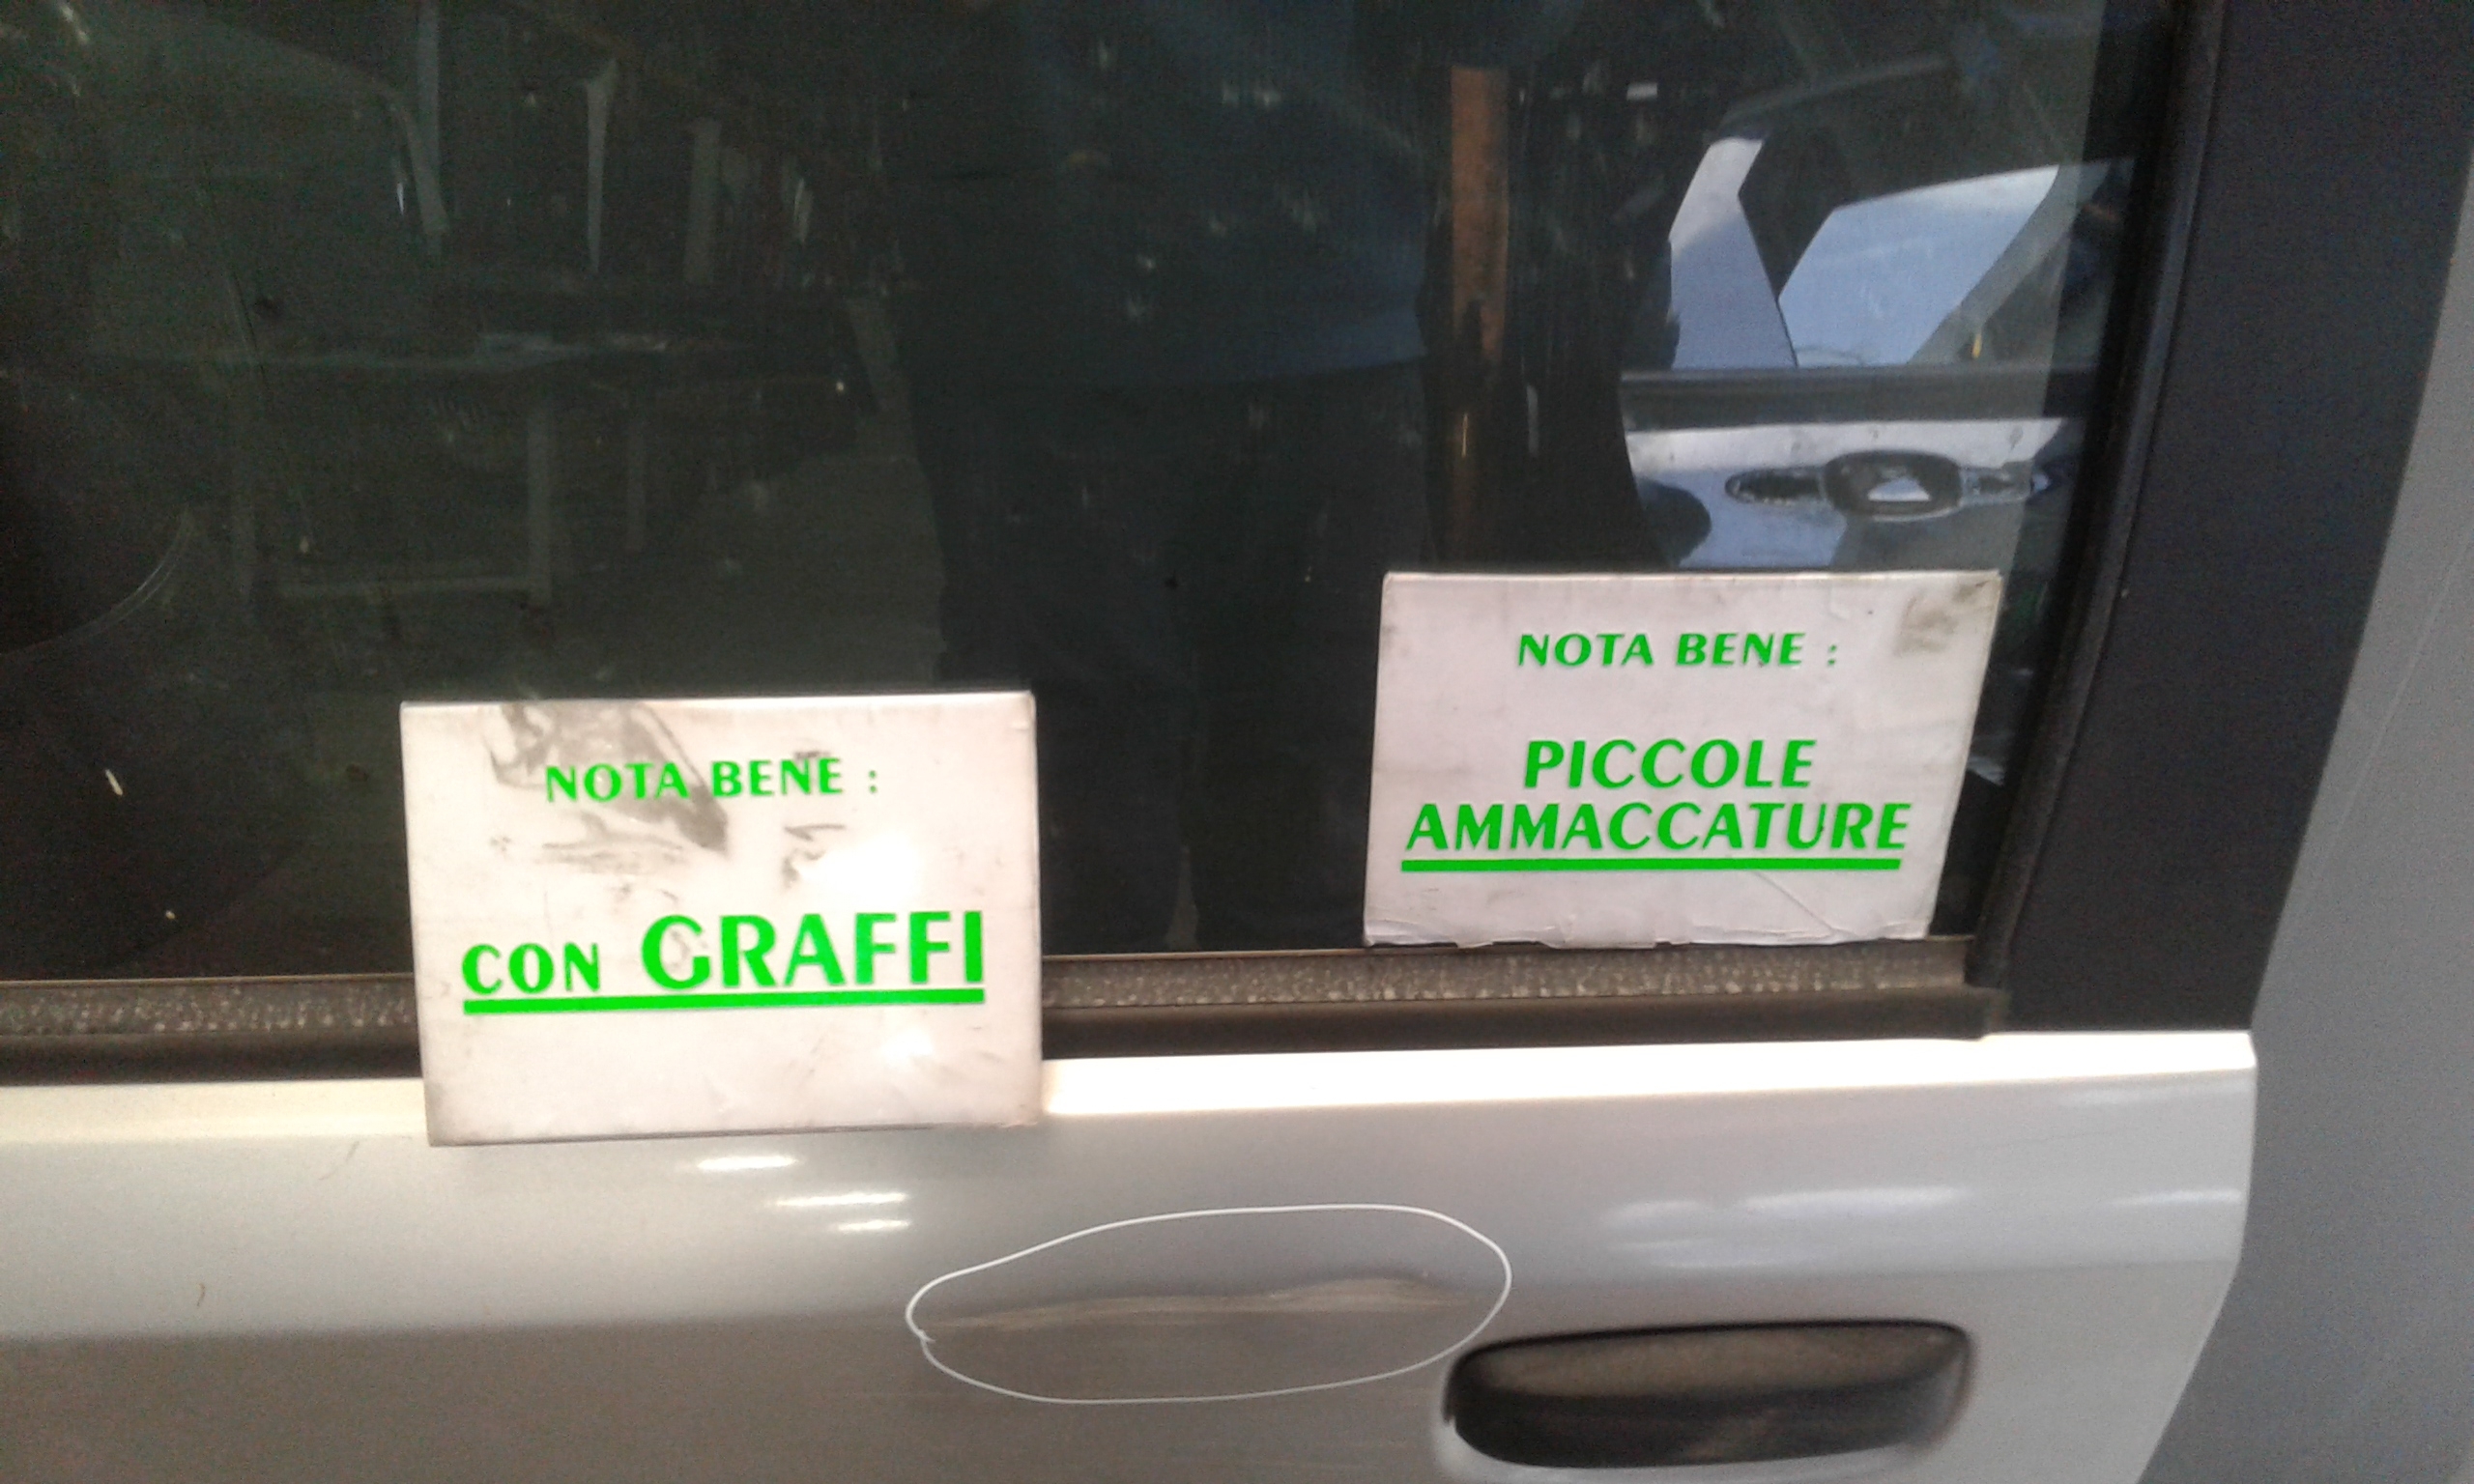 NOTA BENE :
CON GRAFFI
NOTA BENE :
PICCOLE
AMMACCATURE